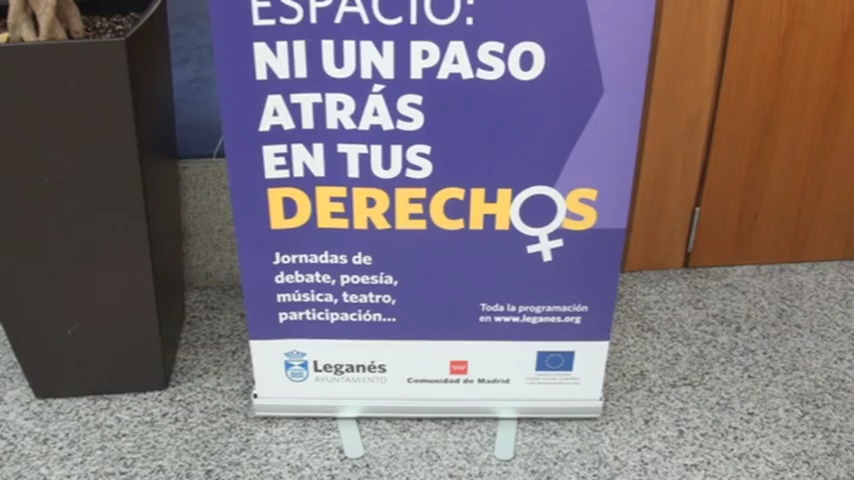 ESPACIO:
NI UN PASO
ATRÁS
EN TUS
DERECHOS
Jornadas de
debate, poesía,
música, teatro,
participación...
Toda la programación
en www.leganes.org
Leganés
AYUNTAMIENTO
Comunidad de Madrid